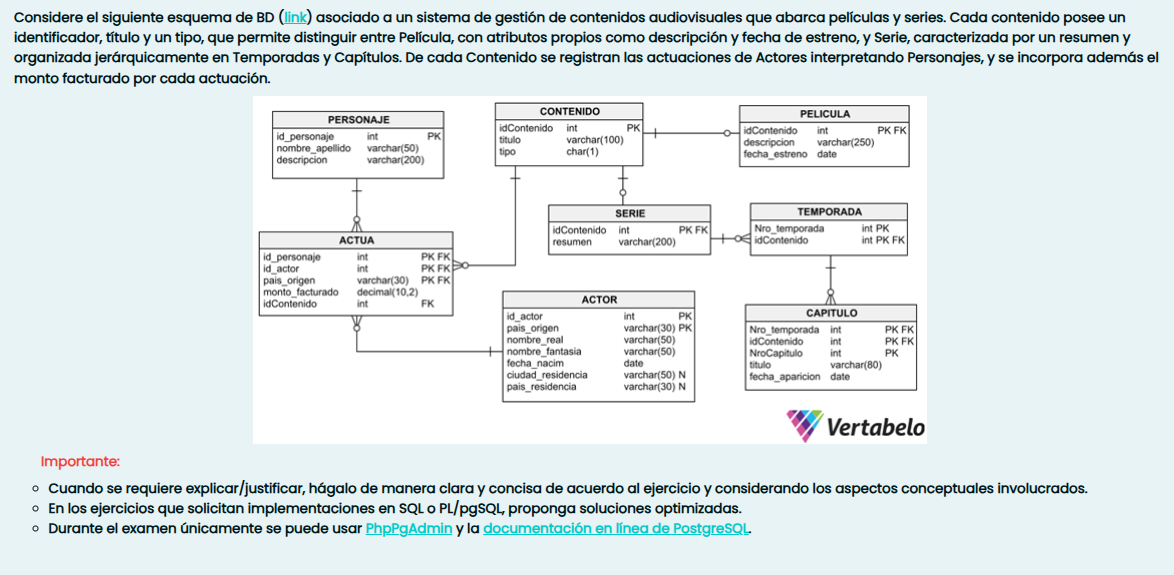 Considere el siguiente esquema de BD (link) asociado a un sistema de gestión de contenidos audiovisuales que abarca películas y series. Cada contenido posee un
identificador, título y un tipo, que permite distinguir entre Película, con atributos propios como descripción y fecha de estreno, y Serie, caracterizada por un resumen y
organizada jerárquicamente en Temporadas y Capítulos. De cada Contenido se registran las actuaciones de Actores interpretando Personajes, y se incorpora además el
monto facturado por cada actuación.
PERSONAJE
id_personaje int PK
nombre_apellido varchar(50)
descripcion varchar(200)
CONTENIDO
idContenido int PK
titulo varchar(100)
tipo char(1)
PELICULA
idContenido int PK FK
descripcion varchar(250)
fecha_estreno date
SERIE
idContenido int PK FK
resumen varchar(200)
TEMPORADA
Nro_temporada int PK
idContenido int PK FK
ACTUA
id_personaje int PK FK
id_actor int PK FK
pais_origen varchar(30) PK FK
monto_facturado decimal(10,2)
idContenido int FK
ACTOR
id_actor int PK
pais_origen varchar(30) PK
nombre_real varchar(50)
nombre_fantasia varchar(50)
fecha_nacim date
ciudad_residencia varchar(50) N
pais_residencia varchar(30) N
CAPITULO
Nro_temporada int PK FK
idContenido int PK FK
NroCapitulo int PK
titulo varchar(80)
fecha_aparicion date
Vertabelo
Importante:
Cuando se requiere explicar/justificar, hágalo de manera clara y concisa de acuerdo al ejercicio y considerando los aspectos conceptuales involucrados.
En los ejercicios que solicitan implementaciones en SQL o PL/pgSQL, proponga soluciones optimizadas.
Durante el examen únicamente se puede usar PhpPgAdmin y la documentación en línea de PostgreSQL.